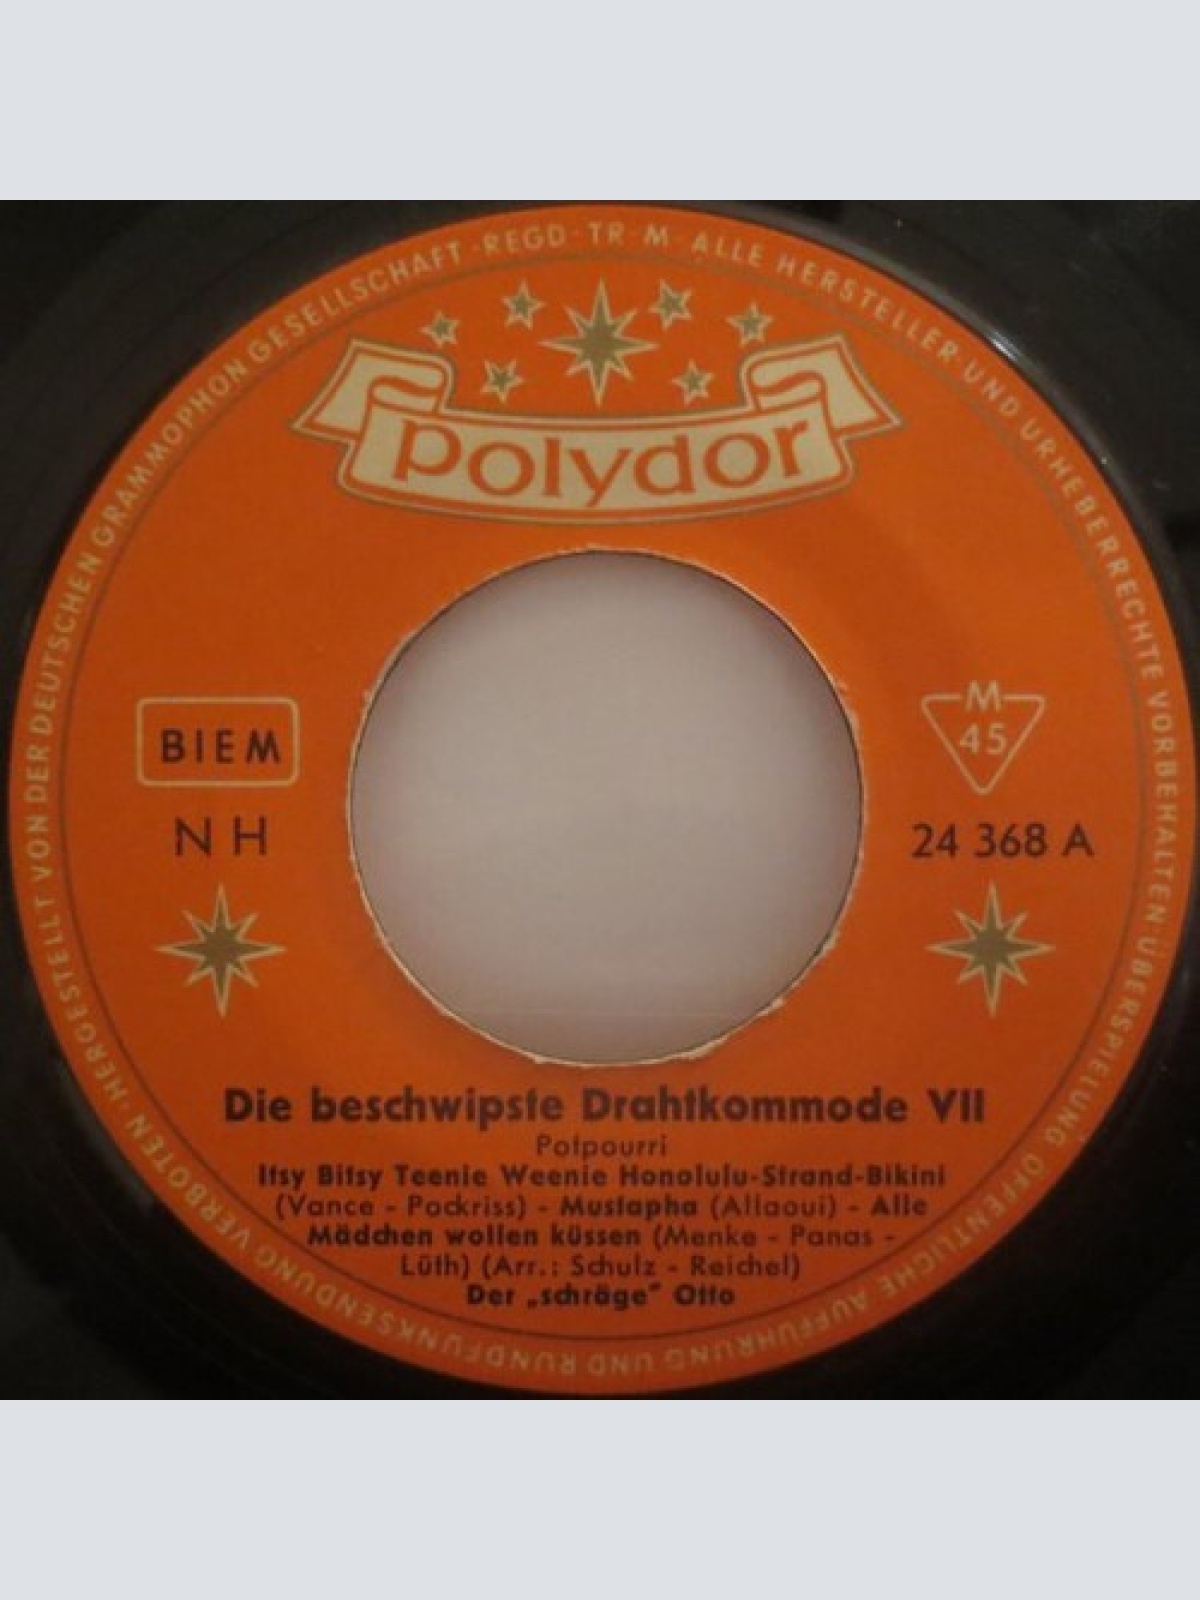 HERGESTELLT VON DER DEUTSCHEN GRAMMOPHON GESELLSCHAFT · REGD · TR · M · ALLE HERSTELLER- UND URHEBERRECHTE VORBEHALTEN · ÜBERSPIELUNG, ÖFFENTLICHE AUFFÜHRUNG UND RUNDFUNKSENDUNG VERBOTEN ·
polydor
BIEM
M
45
NH
24 368 A
Die beschwipste Drahtkommode VII
Potpourri
Itsy Bitsy Teenie Weenie Honolulu-Strand-Bikini
(Vance - Pockriss) - Mustapha (Allaoui) - Alle
Mädchen wollen küssen (Menke - Panas -
Lüth) (Arr.: Schulz - Reichel)
Der „schräge" Otto